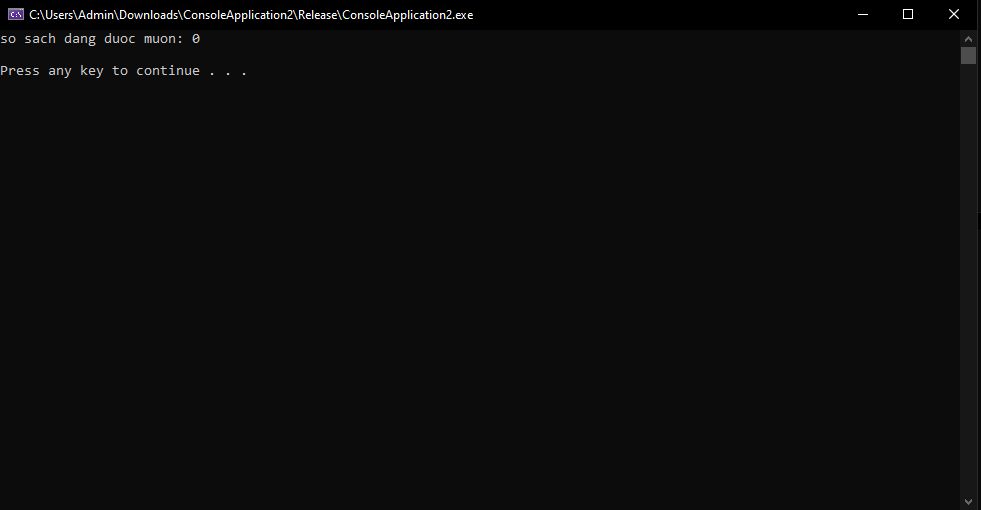 C:\Users\Admin\Downloads\ConsoleApplication2\Release\ConsoleApplication2.exe
so sach dang duoc muon: 0
Press any key to continue . . .